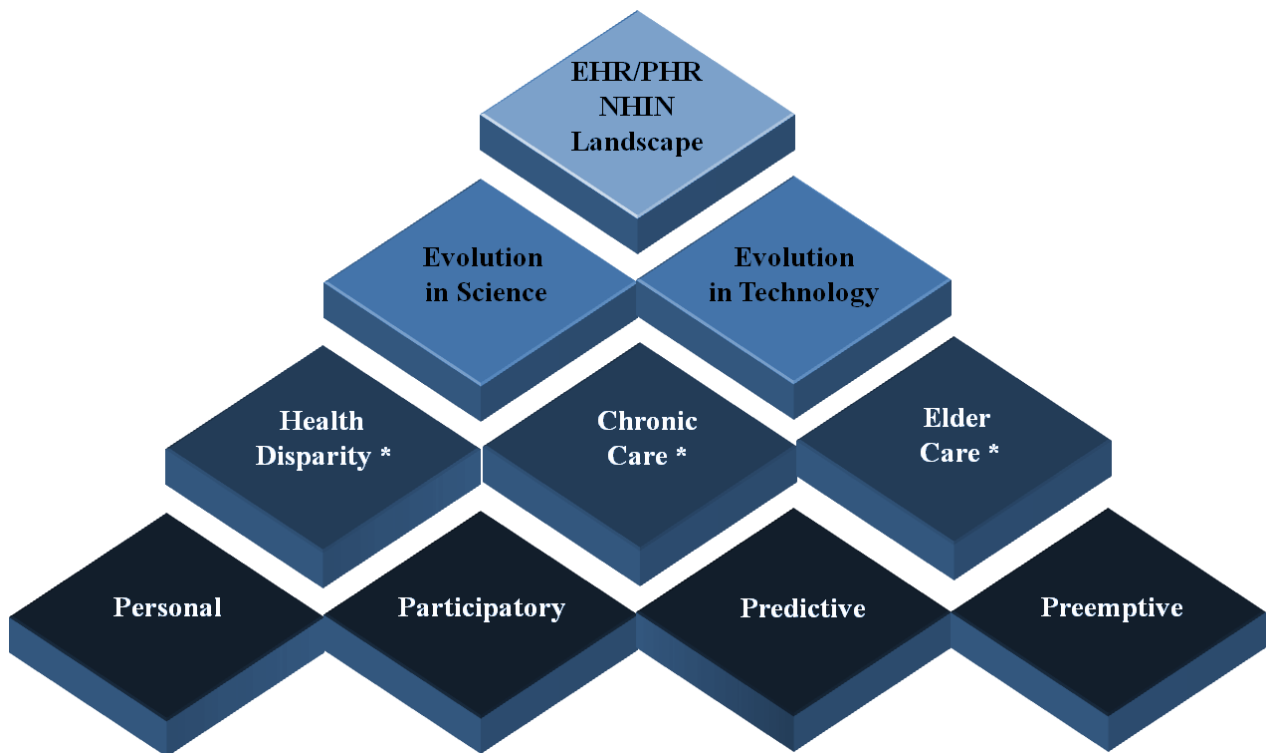 EHR/PHR
NHIN
Landscape
Evolution
in Science
Evolution
in Technology
Health
Disparity *
Chronic
Care *
Elder
Care *
Personal
Participatory
Predictive
Preemptive